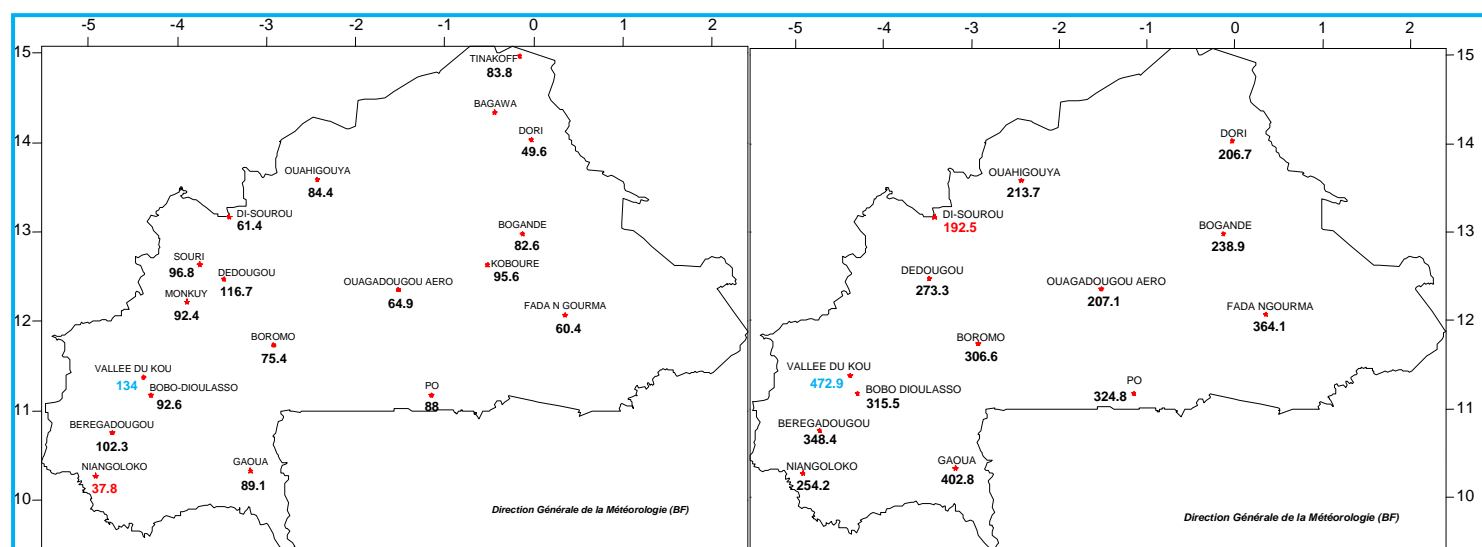 -5 -4 -3 -2 -1 0 1 2
15
14
13
12
11
10
TINAKOFF
83.8
BAGAWA
DORI
49.6
OUAHIGOUYA
84.4
DI-SOUROU
61.4
BOGANDE
82.6
SOURI
96.8
KOBOURE
95.6
DEDOUGOU
116.7
OUAGADOUGOU AERO
64.9
MONKUY
92.4
FADA N GOURMA
60.4
BOROMO
75.4
VALLEE DU KOU
134
BOBO-DIOULASSO
92.6
PO
88
BEREGADOUGOU
102.3
GAOUA
89.1
NIANGOLOKO
37.8
Direction Générale de la Météorologie (BF)
-5 -4 -3 -2 -1 0 1 2
15
14
13
12
11
10
DORI
206.7
OUAHIGOUYA
213.7
DI-SOUROU
192.5
BOGANDE
238.9
DEDOUGOU
273.3
OUAGADOUGOU AERO
207.1
FADA NGOURMA
364.1
BOROMO
306.6
VALLEE DU KOU
472.9
BOBO DIOULASSO
315.5
PO
324.8
BEREGADOUGOU
348.4
GAOUA
402.8
NIANGOLOKO
254.2
Direction Générale de la Météorologie (BF)